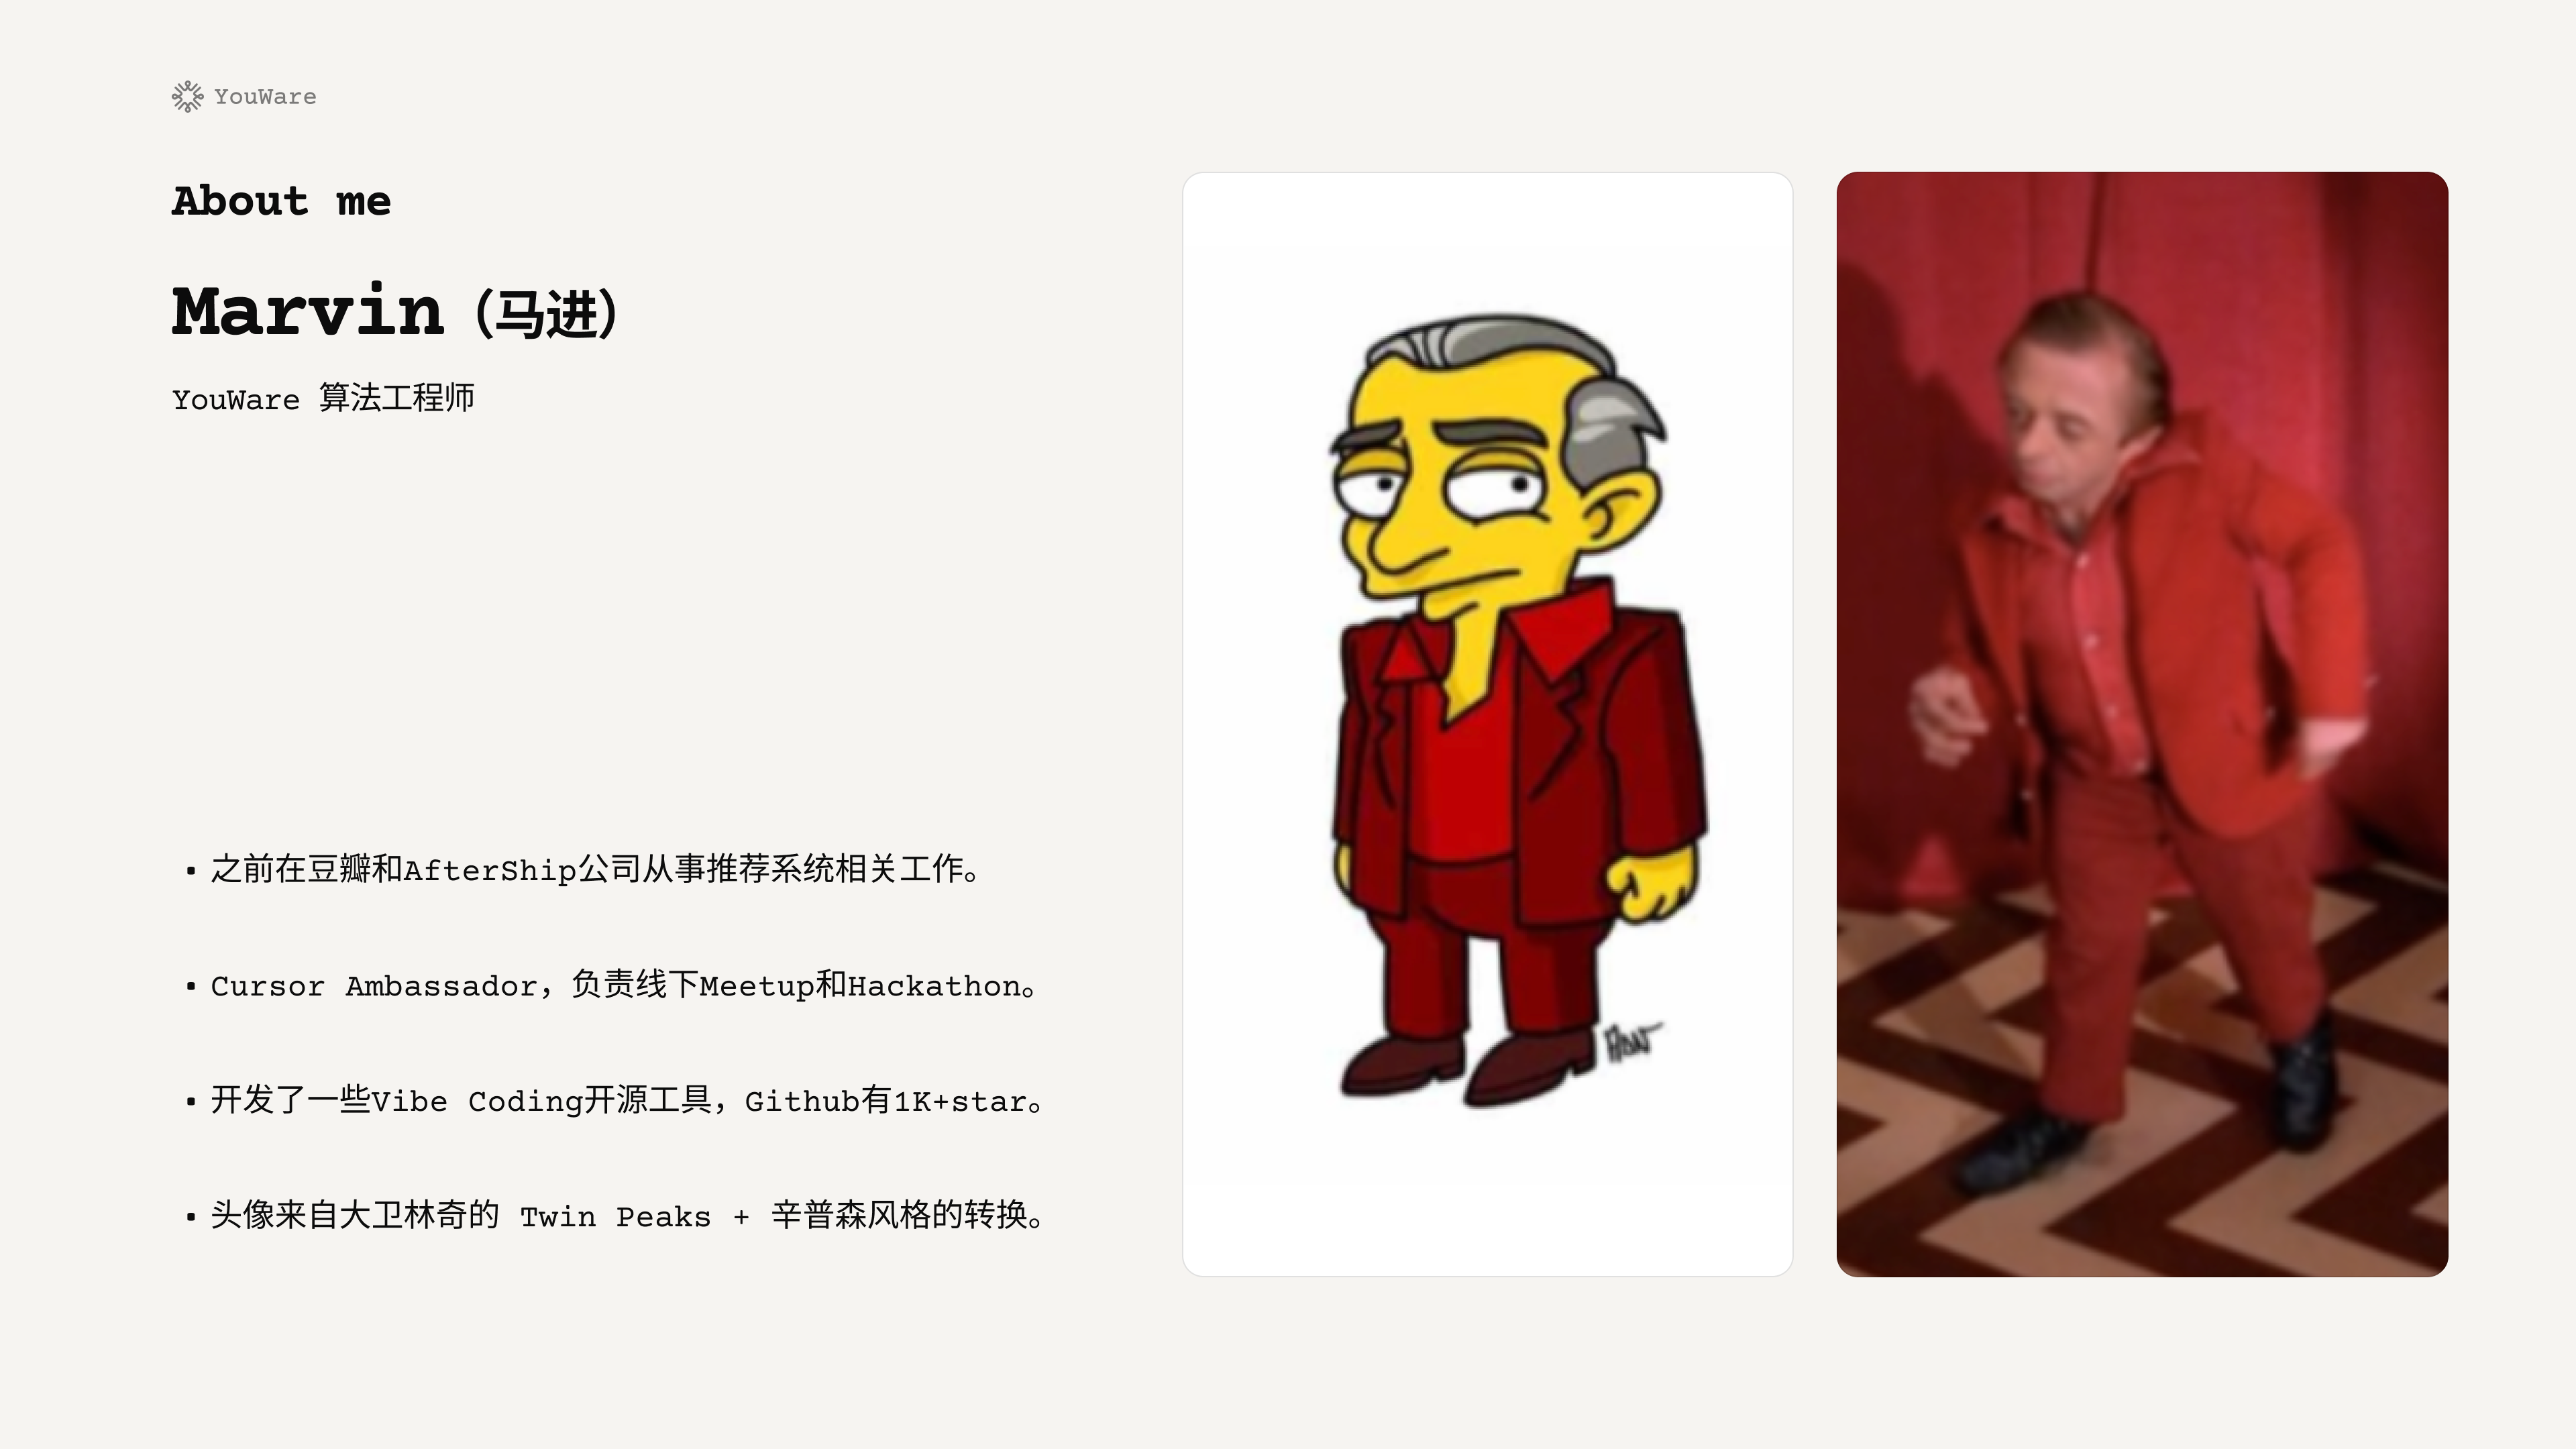 YouWare
About me
Marvin（马进）
YouWare 算法工程师
▪ 之前在豆瓣和AfterShip公司从事推荐系统相关工作。
▪ Cursor Ambassador，负责线下Meetup和Hackathon。
▪ 开发了一些Vibe Coding开源工具，Github有1K+star。
▪ 头像来自大卫林奇的 Twin Peaks + 辛普森风格的转换。